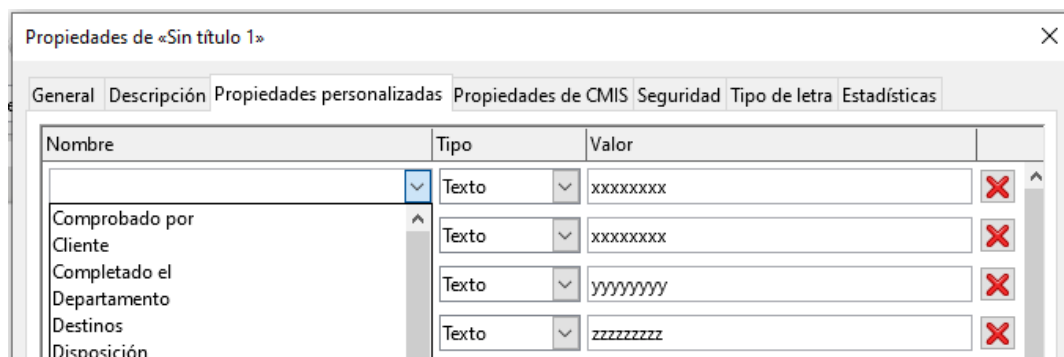 Propiedades de «Sin título 1»
General Descripción Propiedades personalizadas Propiedades de CMIS Seguridad Tipo de letra Estadísticas
Nombre Tipo Valor
Texto xxxxxxxx
Comprobado por
Cliente
Texto xxxxxxxx
Completado el
Departamento
Texto yyyyyyyy
Destinos
Disposición
Texto zzzzzzzzz